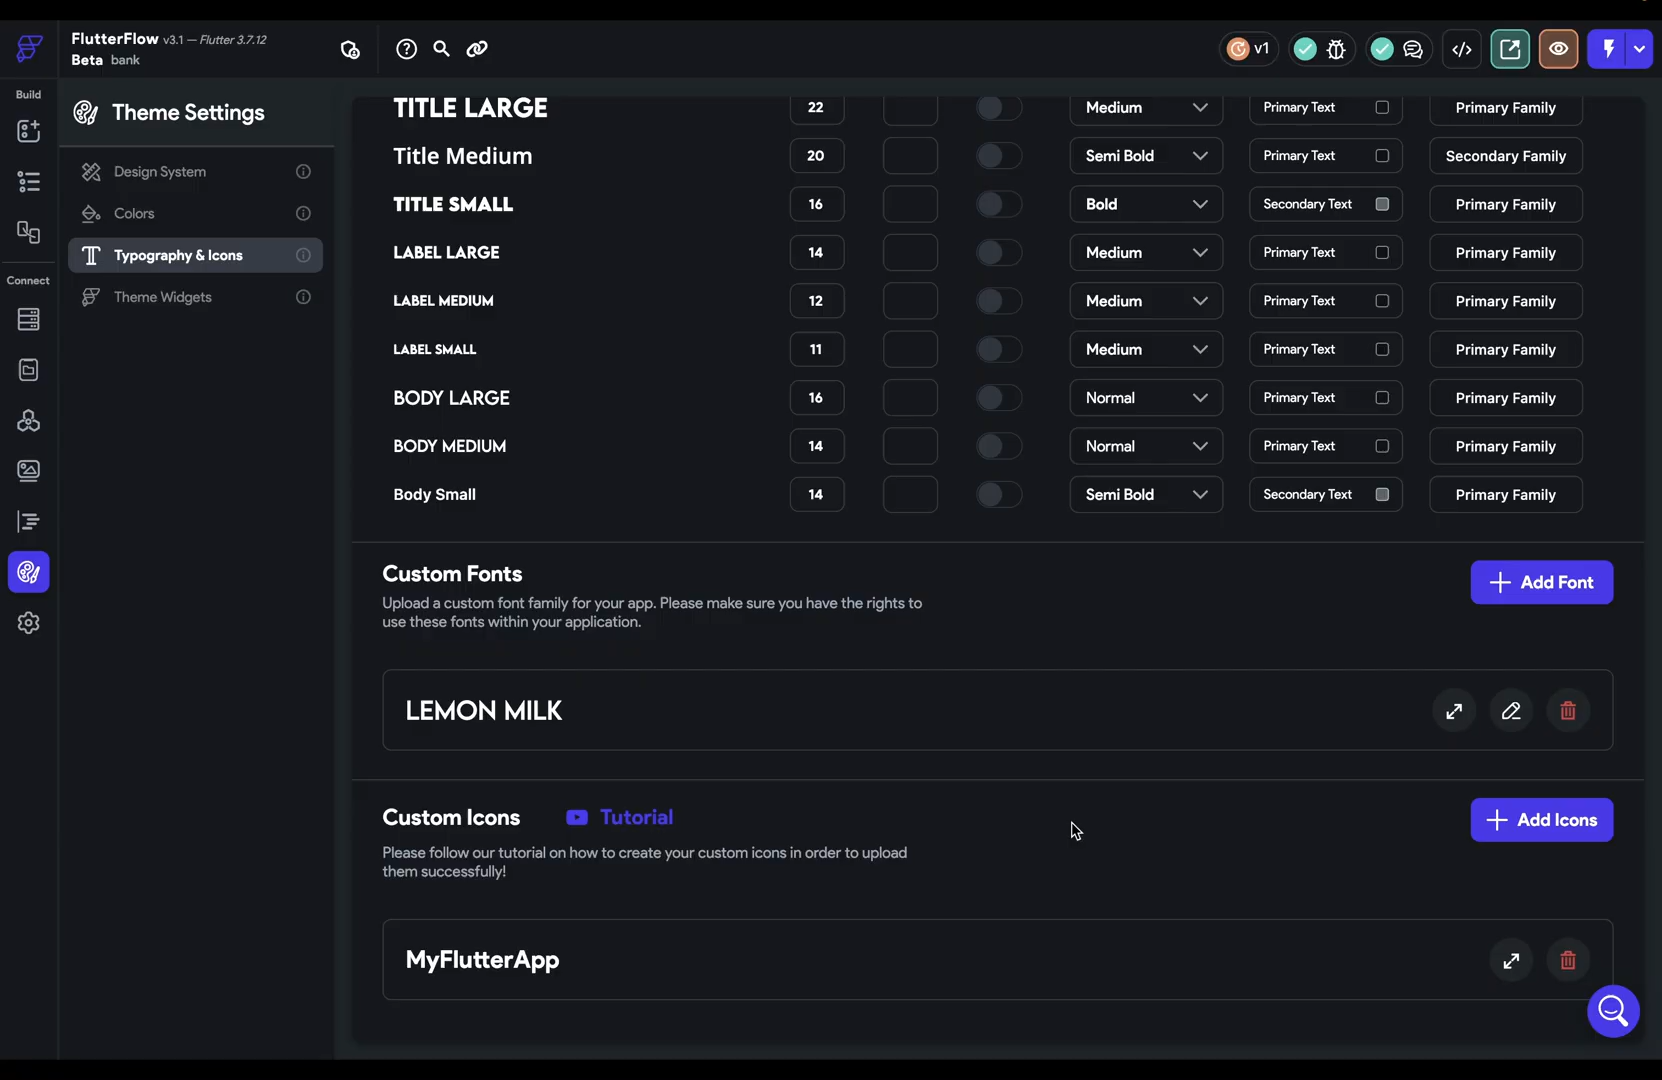 FlutterFlow v3.1 — Flutter 3.7.12
Beta bank
v1
Build
Connect
Theme Settings
Design System
Colors
Typography & Icons
Theme Widgets
TITLE LARGE 22 Medium Primary Text Primary Family
Title Medium 20 Semi Bold Primary Text Secondary Family
TITLE SMALL 16 Bold Secondary Text Primary Family
LABEL LARGE 14 Medium Primary Text Primary Family
LABEL MEDIUM 12 Medium Primary Text Primary Family
LABEL SMALL 11 Medium Primary Text Primary Family
BODY LARGE 16 Normal Primary Text Primary Family
BODY MEDIUM 14 Normal Primary Text Primary Family
Body Small 14 Semi Bold Secondary Text Primary Family
Custom Fonts
Add Font
Upload a custom font family for your app. Please make sure you have the rights to
use these fonts within your application.
LEMON MILK
Custom Icons Tutorial
Add Icons
Please follow our tutorial on how to create your custom icons in order to upload
them successfully!
MyFlutterApp